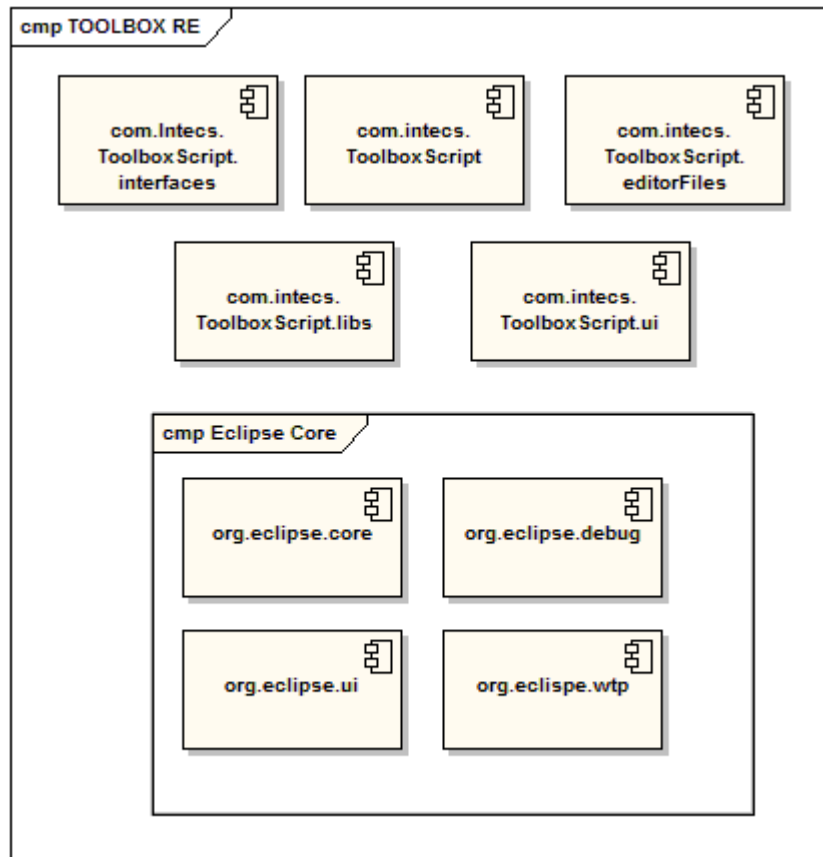 cmp TOOLBOX RE
com.Intecs.
ToolboxScript.
interfaces
com.intecs.
ToolboxScript
com.intecs.
ToolboxScript.
editorFiles
com.intecs.
ToolboxScript.libs
com.intecs.
ToolboxScript.ui
cmp Eclipse Core
org.eclipse.core
org.eclipse.debug
org.eclipse.ui
org.eclispe.wtp